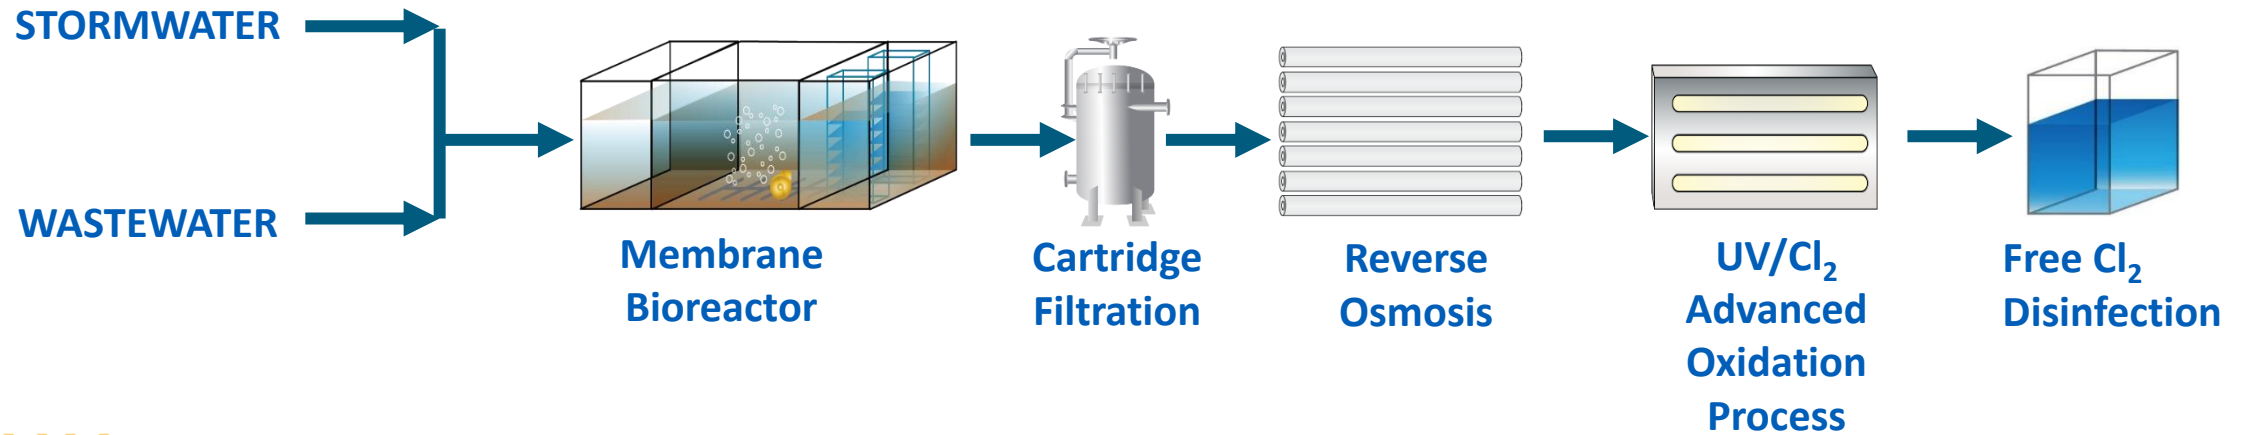 STORMWATER
WASTEWATER
Membrane
Bioreactor
Cartridge
Filtration
Reverse
Osmosis
UV/Cl₂
Advanced
Oxidation
Process
Free Cl₂
Disinfection